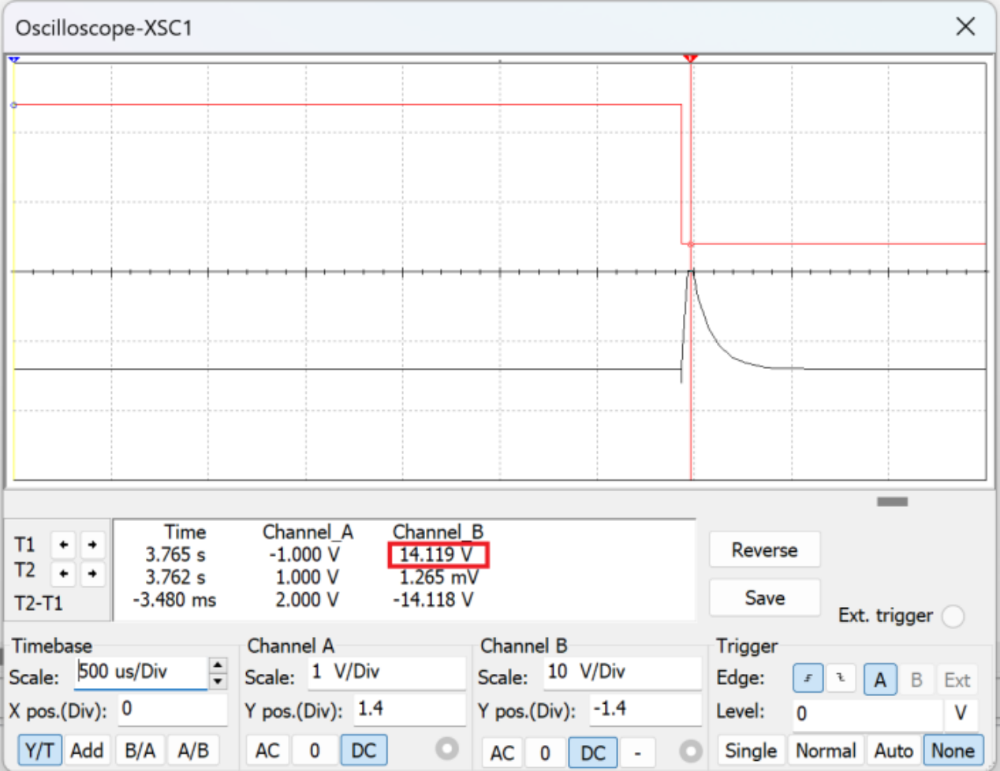 Oscilloscope-XSC1
Time Channel_A Channel_B
T1 3.765 s -1.000 V 14.119 V
T2 3.762 s 1.000 V 1.265 mV
T2-T1 -3.480 ms 2.000 V -14.118 V
Reverse
Save
Ext. trigger
Timebase
Scale: 500 us/Div
X pos.(Div): 0
Y/T Add B/A A/B
Channel A
Scale: 1 V/Div
Y pos.(Div): 1.4
AC 0 DC
Channel B
Scale: 10 V/Div
Y pos.(Div): -1.4
AC 0 DC -
Trigger
Edge: A B Ext
Level: 0 V
Single Normal Auto None